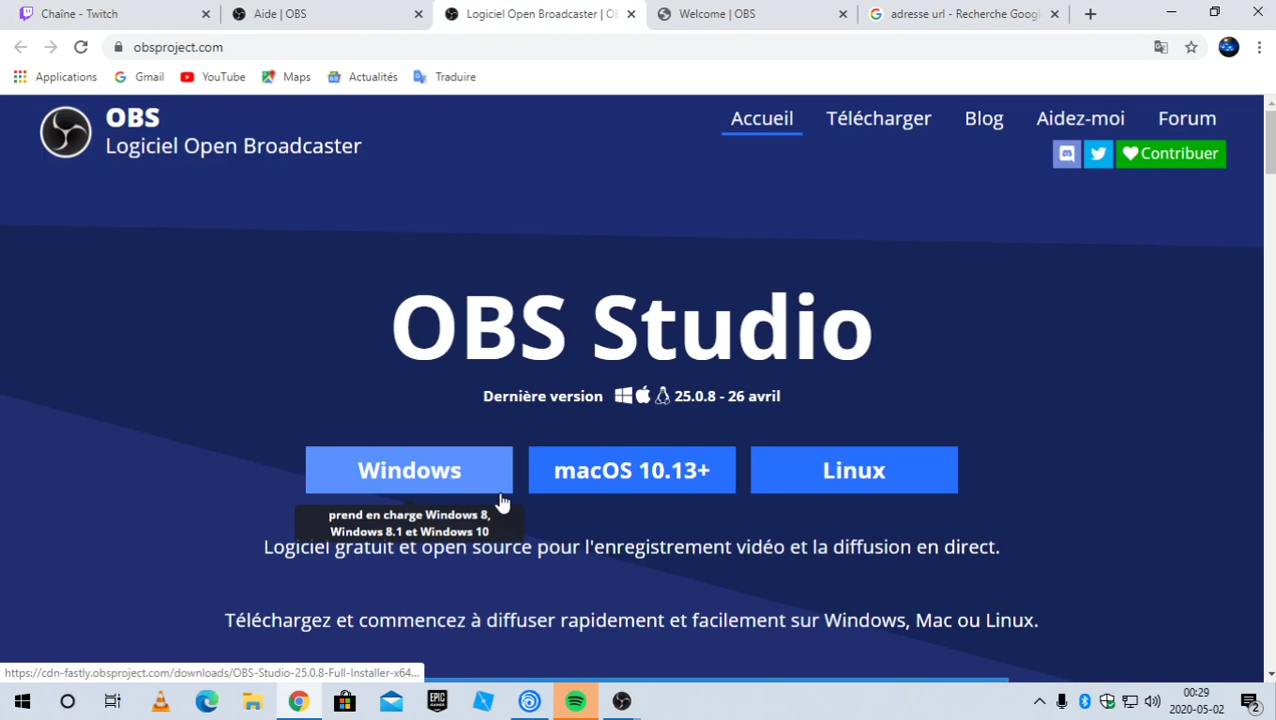 Chaîne - Twitch
Aide | OBS
Logiciel Open Broadcaster | O
Welcome | OBS
adresse url - Recherche Google
obsproject.com
Applications
Gmail
YouTube
Maps
Actualités
Traduire
OBS
Logiciel Open Broadcaster
Accueil
Télécharger
Blog
Aidez-moi
Forum
Contribuer
OBS Studio
Dernière version 25.0.8 - 26 avril
Windows
macOS 10.13+
Linux
prend en charge Windows 8,
Windows 8.1 et Windows 10
Logiciel gratuit et open source pour l'enregistrement vidéo et la diffusion en direct.
Téléchargez et commencez à diffuser rapidement et facilement sur Windows, Mac ou Linux.
https://cdn-fastly.obsproject.com/downloads/OBS-Studio-25.0.8-Full-Installer-x64...
EPIC
GAMES
00:29
2020-05-02
2